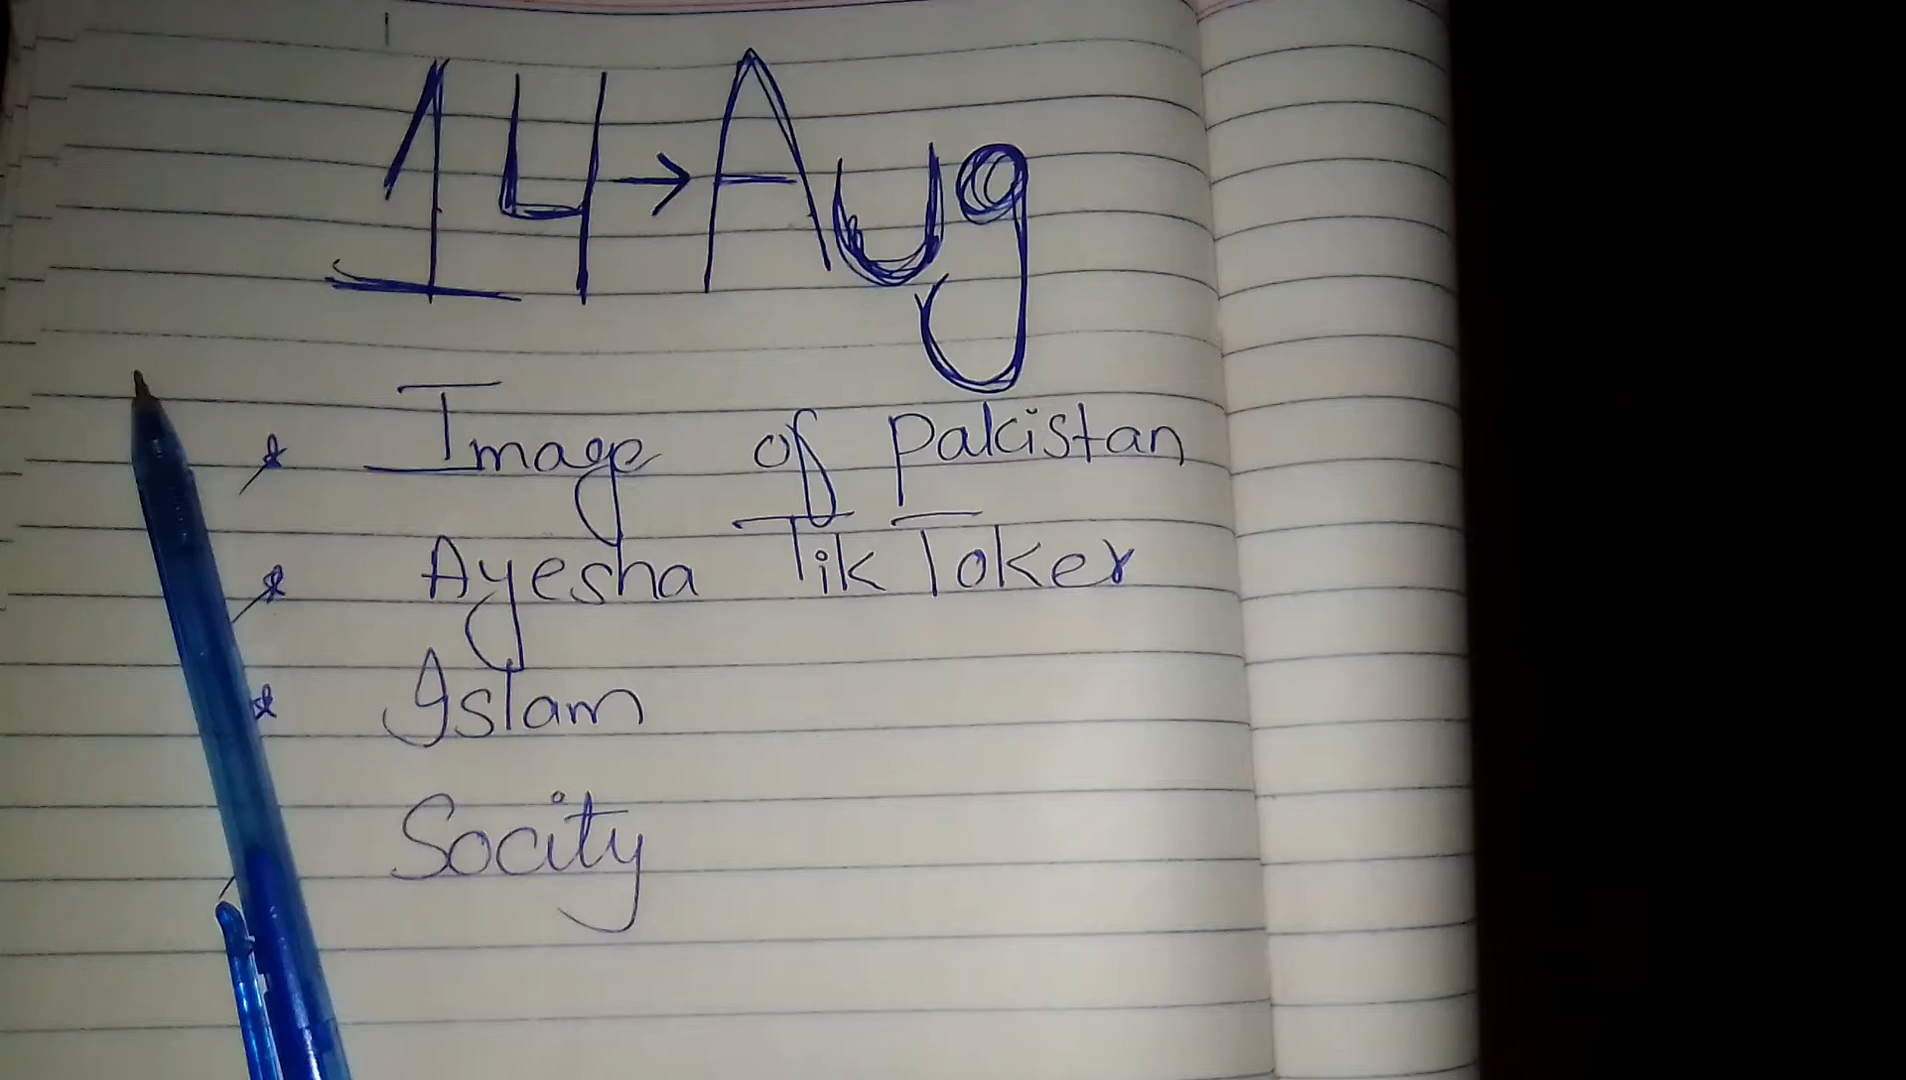 14→Aug
* Image of Pakistan
* Ayesha TikToker
* Islam
Socity